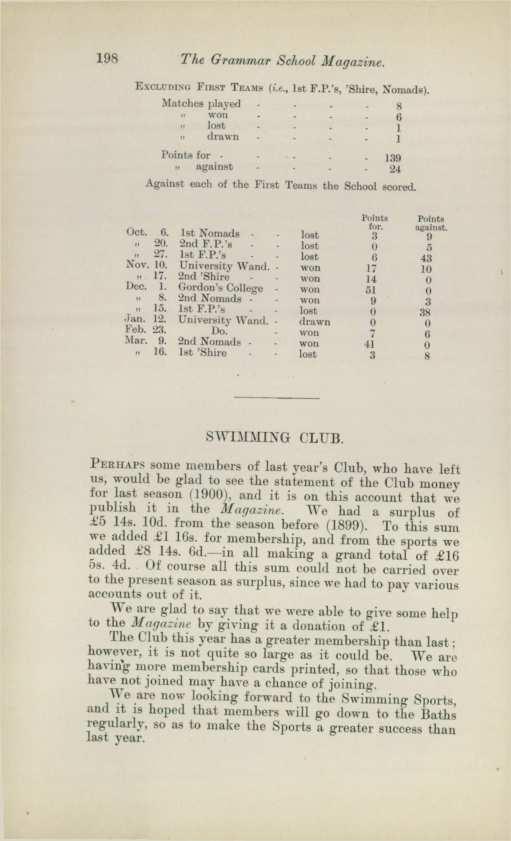 198 The Grammar School Magazine.
EXCLUDING FIRST TEAMS (i.e., 1st F.P.'s, 'Shire, Nomads).
Matches played - - - - 8
" won - - - - 6
" lost - - - - 1
" drawn - - - - 1
Points for - - - - - 139
" against - - - - 24
Against each of the First Teams the School scored.
Points for. Points against.
Oct. 6. 1st Nomads - - lost 3 9
" 20. 2nd F.P.'s - - lost 0 5
" 27. 1st F.P.'s - - lost 6 43
Nov. 10. University Wand. - won 17 10
" 17. 2nd 'Shire - - won 14 0
Dec. 1. Gordon's College - won 51 0
" 8. 2nd Nomads - - won 9 3
" 15. 1st F.P.'s - - lost 0 38
Jan. 12. University Wand. - drawn 0 0
Feb. 23. Do. - won 7 6
Mar. 9. 2nd Nomads - - won 41 0
" 16. 1st 'Shire - - lost 3 8
SWIMMING CLUB.
PERHAPS some members of last year's Club, who have left
us, would be glad to see the statement of the Club money
for last season (1900), and it is on this account that we
publish it in the Magazine. We had a surplus of
£5 14s. 10d. from the season before (1899). To this sum
we added £1 16s. for membership, and from the sports we
added £8 14s. 6d.—in all making a grand total of £16
5s. 4d. Of course all this sum could not be carried over
to the present season as surplus, since we had to pay various
accounts out of it.
We are glad to say that we were able to give some help
to the Magazine by giving it a donation of £1.
The Club this year has a greater membership than last;
however, it is not quite so large as it could be. We are
having more membership cards printed, so that those who
have not joined may have a chance of joining.
We are now looking forward to the Swimming Sports,
and it is hoped that members will go down to the Baths
regularly, so as to make the Sports a greater success than
last year.